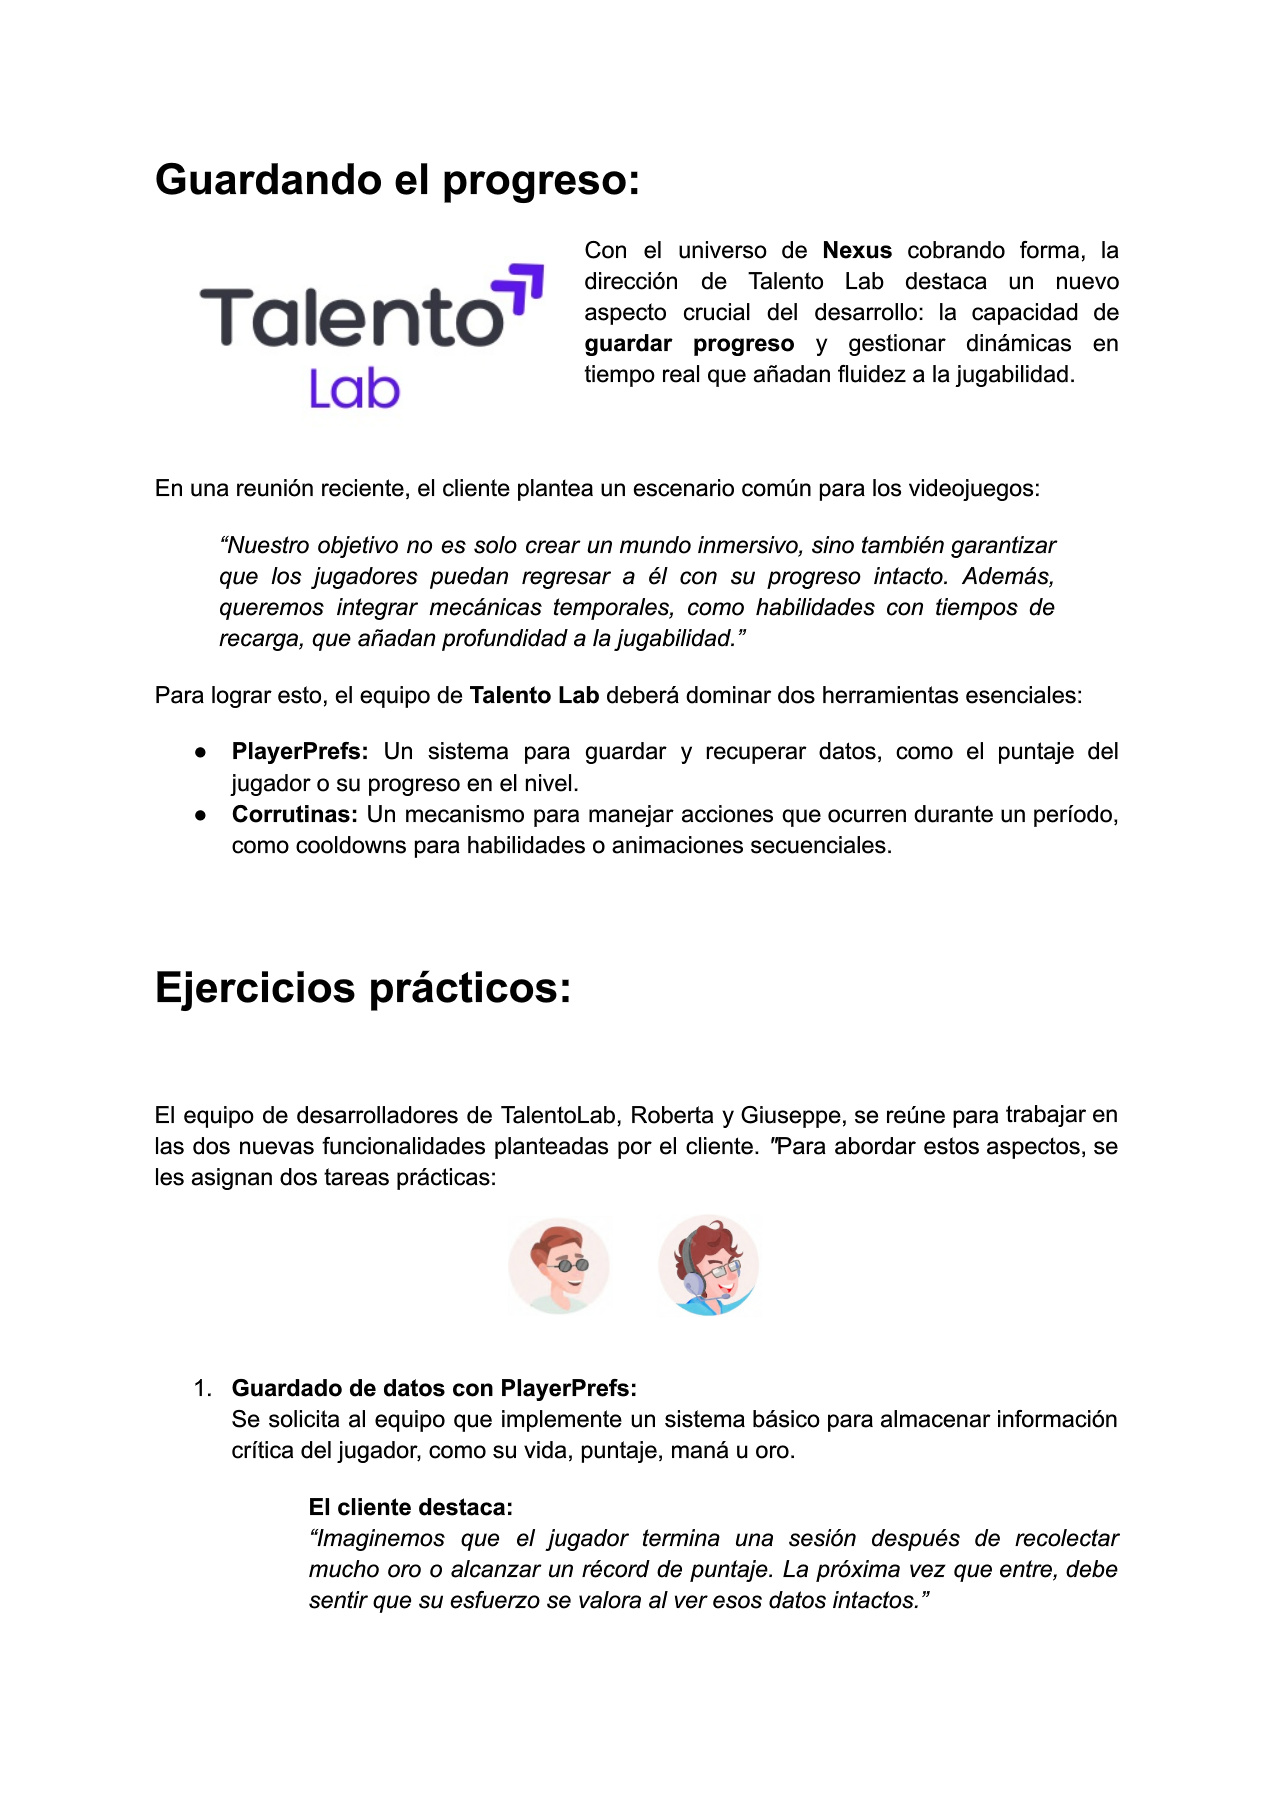 Guardando el progreso:
Talento
Lab
Con el universo de Nexus cobrando forma, la
dirección de Talento Lab destaca un nuevo
aspecto crucial del desarrollo: la capacidad de
guardar progreso y gestionar dinámicas en
tiempo real que añadan fluidez a la jugabilidad.
En una reunión reciente, el cliente plantea un escenario común para los videojuegos:
“Nuestro objetivo no es solo crear un mundo inmersivo, sino también garantizar
que los jugadores puedan regresar a él con su progreso intacto. Además,
queremos integrar mecánicas temporales, como habilidades con tiempos de
recarga, que añadan profundidad a la jugabilidad.”
Para lograr esto, el equipo de Talento Lab deberá dominar dos herramientas esenciales:
● PlayerPrefs: Un sistema para guardar y recuperar datos, como el puntaje del
jugador o su progreso en el nivel.
● Corrutinas: Un mecanismo para manejar acciones que ocurren durante un período,
como cooldowns para habilidades o animaciones secuenciales.
Ejercicios prácticos:
El equipo de desarrolladores de TalentoLab, Roberta y Giuseppe, se reúne para trabajar en
las dos nuevas funcionalidades planteadas por el cliente. "Para abordar estos aspectos, se
les asignan dos tareas prácticas:
1. Guardado de datos con PlayerPrefs:
Se solicita al equipo que implemente un sistema básico para almacenar información
crítica del jugador, como su vida, puntaje, maná u oro.
El cliente destaca:
“Imaginemos que el jugador termina una sesión después de recolectar
mucho oro o alcanzar un récord de puntaje. La próxima vez que entre, debe
sentir que su esfuerzo se valora al ver esos datos intactos.”